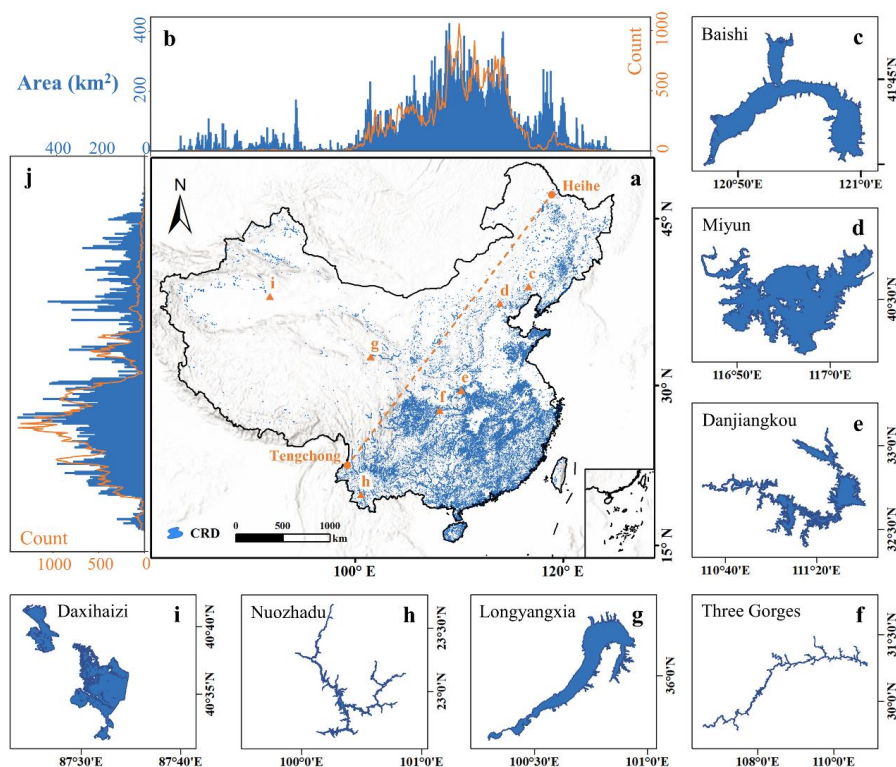 b
400
200
0
Area (km²)
1000
500
0
Count
Baishi
c
41°45'
120°50'E
121°0'E
j
400
200
0
Count
1000
500
0
N
a
Heihe
45° N
30° N
15° N
i
c
d
g
e
f
Tengchong
h
CRD
0
500
1000
km
100° E
120° E
Miyun
d
40°30'N
116°50'E
117°0'E
Danjiangkou
e
33°0'N
32°30'N
110°40'E
111°20'E
Daxihaizi
i
40°40'N
40°35'N
87°30'E
87°40'E
Nuozhadu
h
23°30'N
23°0'N
100°0'E
101°0'E
Longyangxia
g
36°0'N
100°30'E
101°0'E
Three Gorges
f
31°30'N
30°0'N
108°0'E
110°0'E